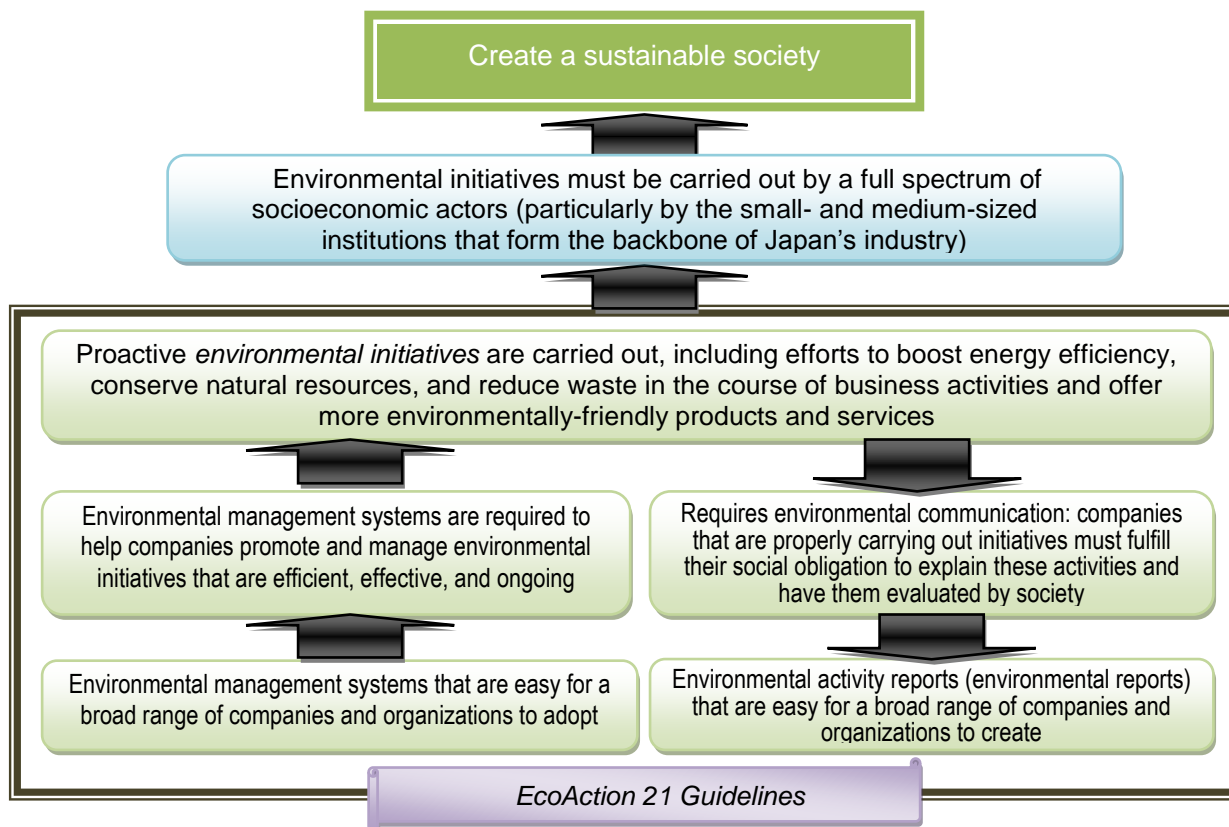 Create a sustainable society
Environmental initiatives must be carried out by a full spectrum of
socioeconomic actors (particularly by the small- and medium-sized
institutions that form the backbone of Japan's industry)
Proactive environmental initiatives are carried out, including efforts to boost energy efficiency,
conserve natural resources, and reduce waste in the course of business activities and offer
more environmentally-friendly products and services
Environmental management systems are required to
help companies promote and manage environmental
initiatives that are efficient, effective, and ongoing
Requires environmental communication: companies
that are properly carrying out initiatives must fulfill
their social obligation to explain these activities and
have them evaluated by society
Environmental management systems that are easy for a
broad range of companies and organizations to adopt
Environmental activity reports (environmental reports)
that are easy for a broad range of companies and
organizations to create
EcoAction 21 Guidelines